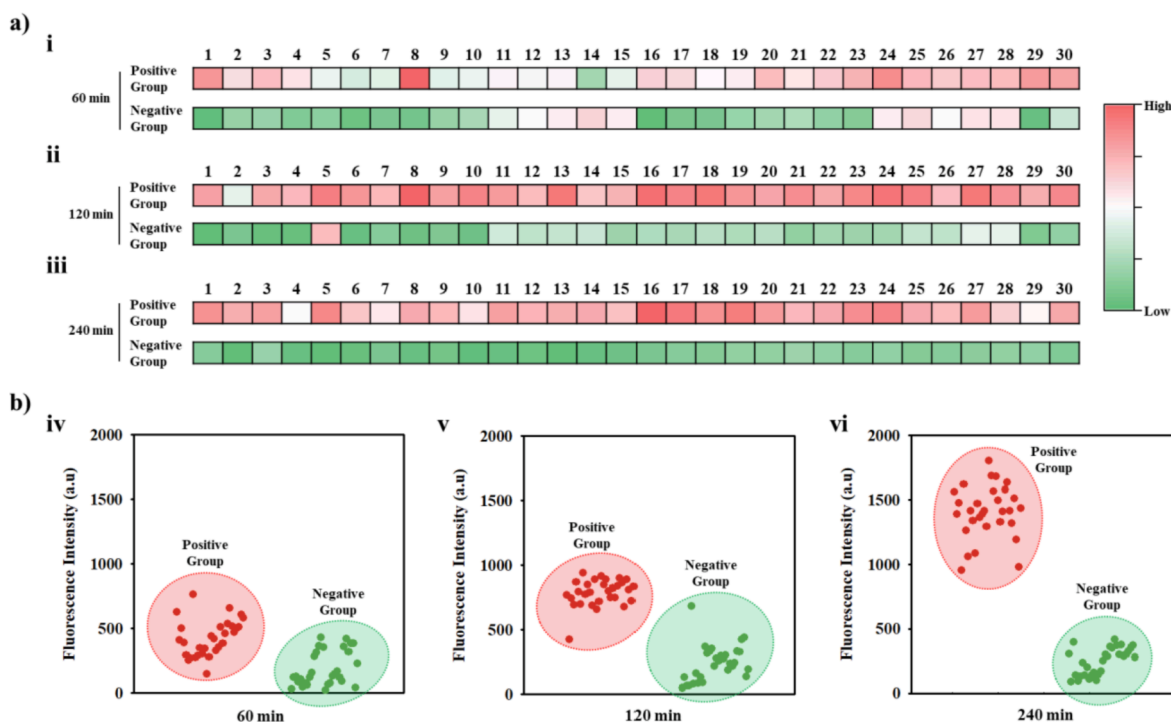 a)
i
1 2 3 4 5 6 7 8 9 10 11 12 13 14 15 16 17 18 19 20 21 22 23 24 25 26 27 28 29 30
Positive
Group
60 min
Negative
Group
ii
1 2 3 4 5 6 7 8 9 10 11 12 13 14 15 16 17 18 19 20 21 22 23 24 25 26 27 28 29 30
Positive
Group
120 min
Negative
Group
iii
1 2 3 4 5 6 7 8 9 10 11 12 13 14 15 16 17 18 19 20 21 22 23 24 25 26 27 28 29 30
Positive
Group
240 min
Negative
Group
High
Low
b)
iv
Fluorescence Intensity (a.u)
2000
1500
1000
500
0
Positive
Group
Negative
Group
60 min
v
Fluorescence Intensity (a.u)
2000
1500
1000
500
0
Positive
Group
Negative
Group
120 min
vi
Fluorescence Intensity (a.u)
2000
1500
1000
500
0
Positive
Group
Negative
Group
240 min